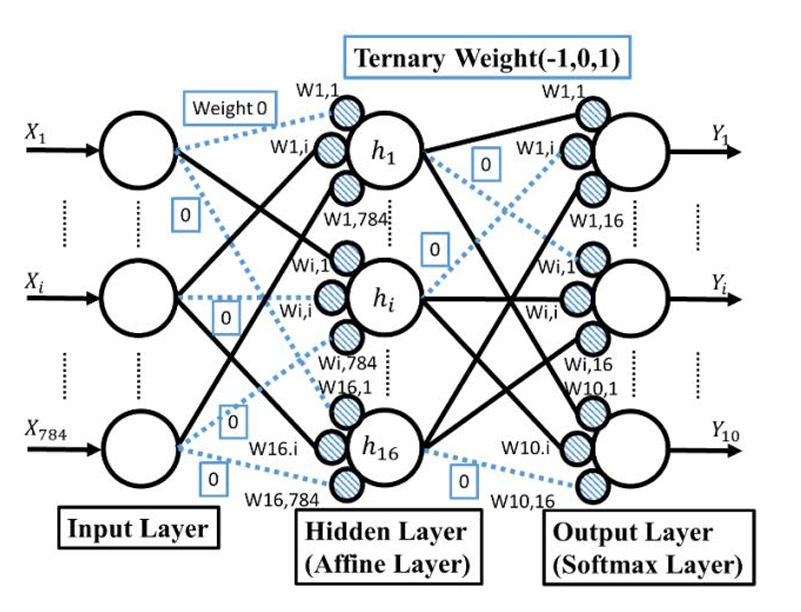 Ternary Weight(-1,0,1)
W1,1
W1,1
Weight 0
X1
W1,i
h1
0
W1,i
Y1
0
W1,784
W1,16
0
Wi,1
Wi,1
Xi
Wi,i
hi
Wi,i
Yi
0
Wi,784
Wi,16
W16,1
W10,1
0
X784
W16.i
h16
W10.i
Y10
0
0
W16,784
W10,16
Input Layer
Hidden Layer
(Affine Layer)
Output Layer
(Softmax Layer)